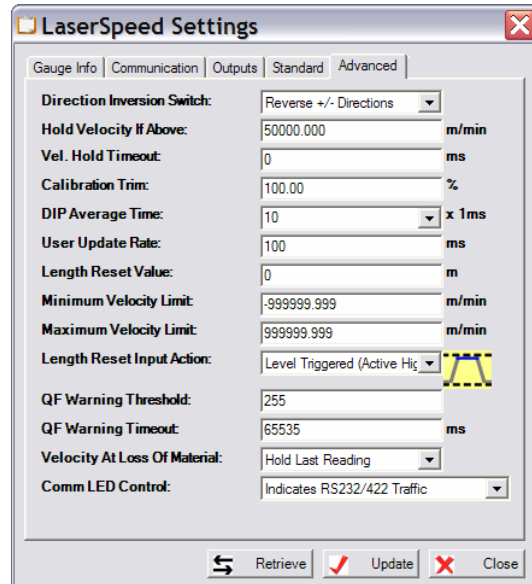 LaserSpeed Settings
Gauge Info Communication Outputs Standard Advanced
Direction Inversion Switch: Reverse +/- Directions
Hold Velocity If Above: 50000.000 m/min
Vel. Hold Timeout: 0 ms
Calibration Trim: 100.00 %
DIP Average Time: 10 x 1ms
User Update Rate: 100 ms
Length Reset Value: 0 m
Minimum Velocity Limit: -999999.999 m/min
Maximum Velocity Limit: 999999.999 m/min
Length Reset Input Action: Level Triggered (Active Hig
QF Warning Threshold: 255
QF Warning Timeout: 65535 ms
Velocity At Loss Of Material: Hold Last Reading
Comm LED Control: Indicates RS232/422 Traffic
Retrieve Update Close